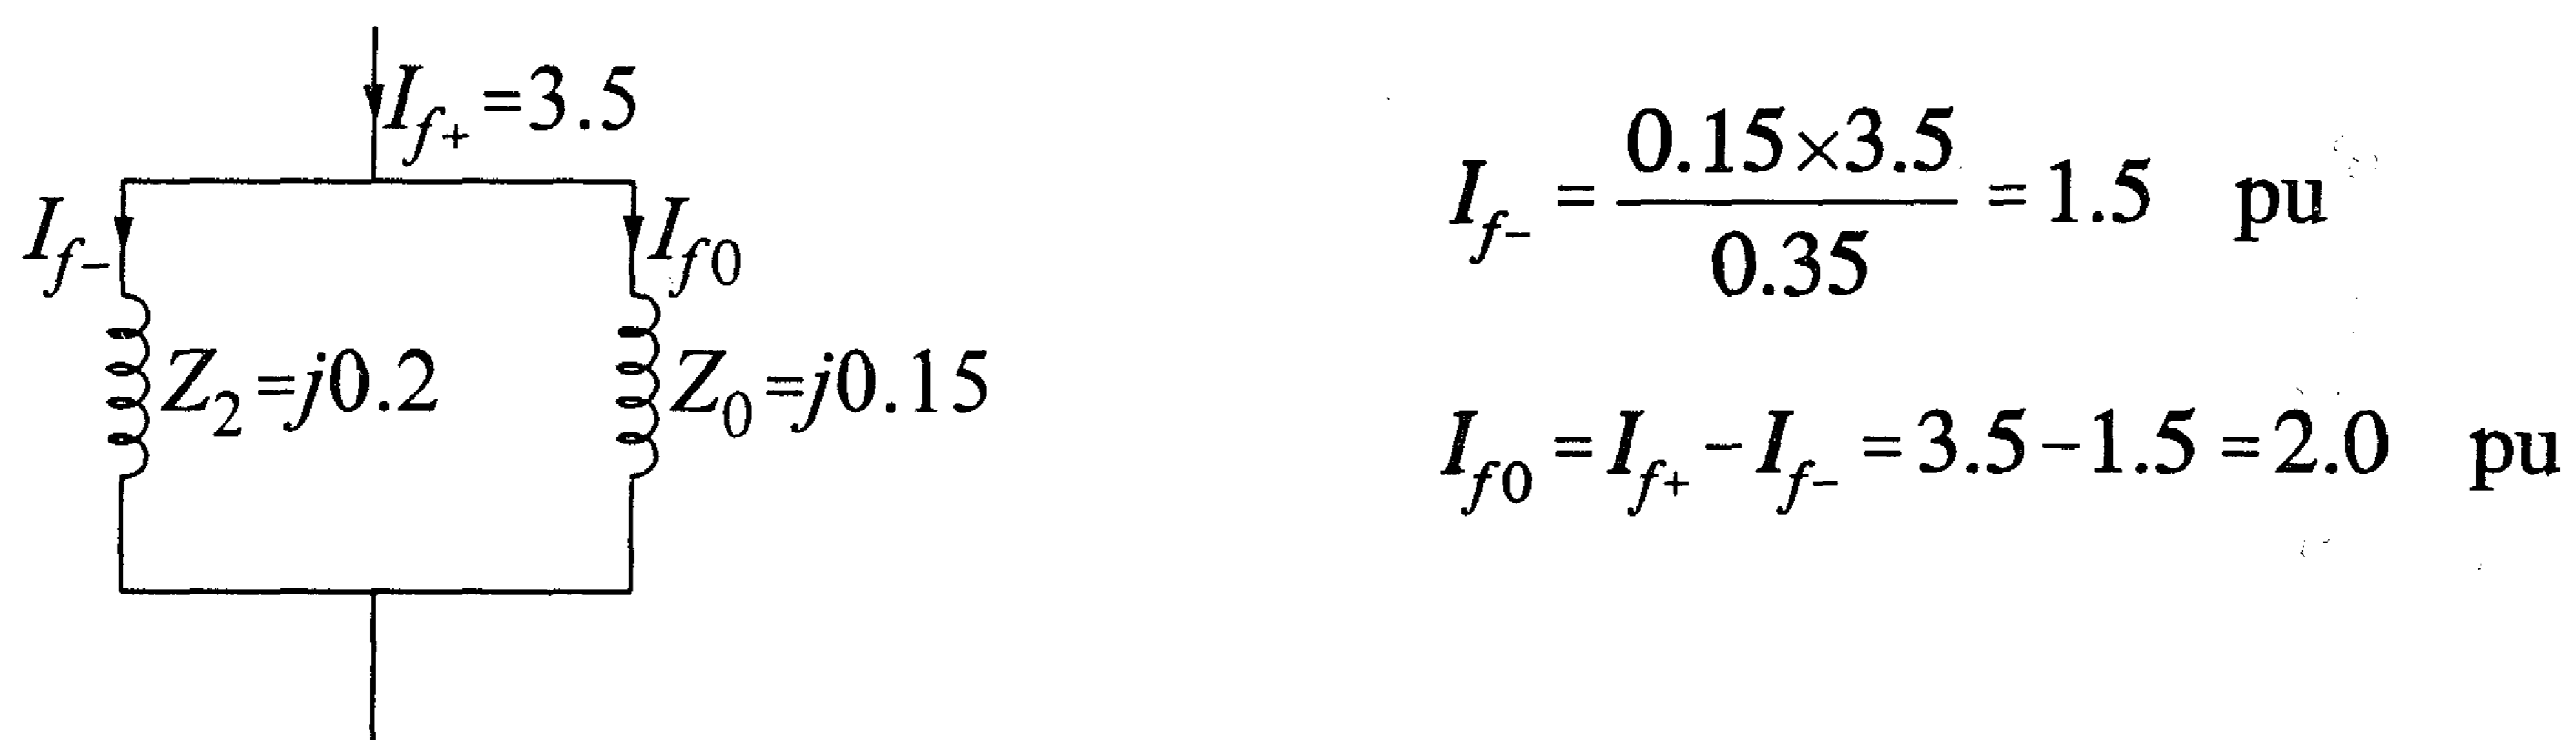 I_{f+} = 3.5
I_{f-}
I_{f0}
Z_2 = j0.2
Z_0 = j0.15
I_{f-} = \frac{0.15×3.5}{0.35} = 1.5 pu
I_{f0} = I_{f+} - I_{f-} = 3.5 - 1.5 = 2.0 pu